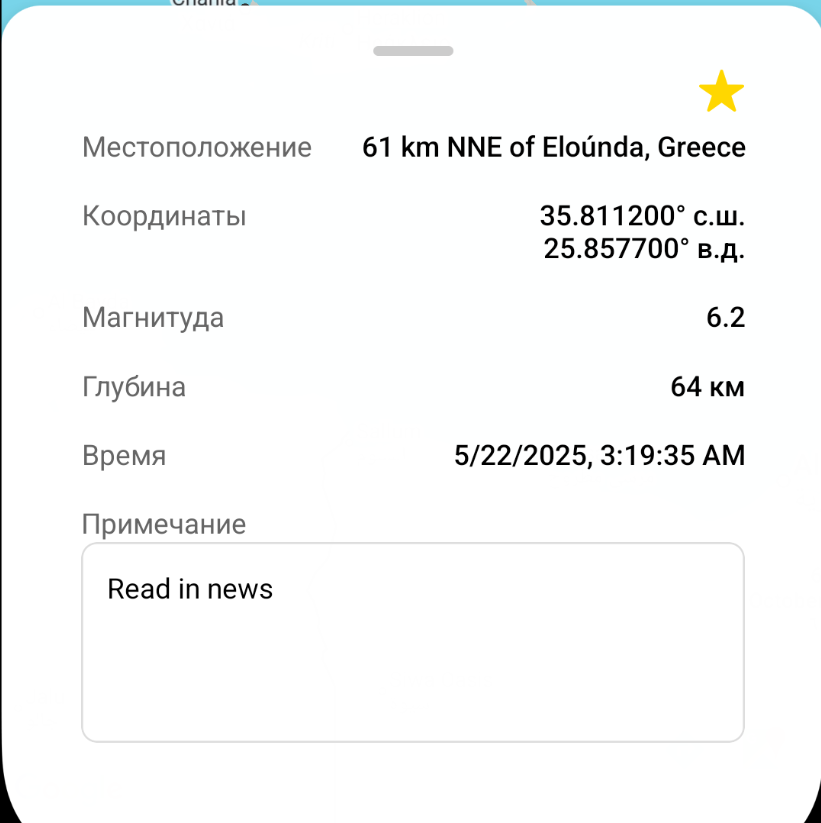 Chania
Местоположение 61 km NNE of Eloúnda, Greece
Координаты 35.811200° с.ш.
25.857700° в.д.
Магнитуда 6.2
Глубина 64 км
Время 5/22/2025, 3:19:35 AM
Примечание
Read in news